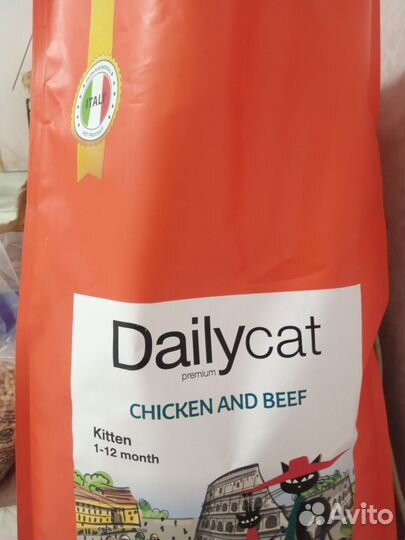 ITALY
Dailycat
premium
CHICKEN AND BEEF
Kitten
1-12 month
Avito